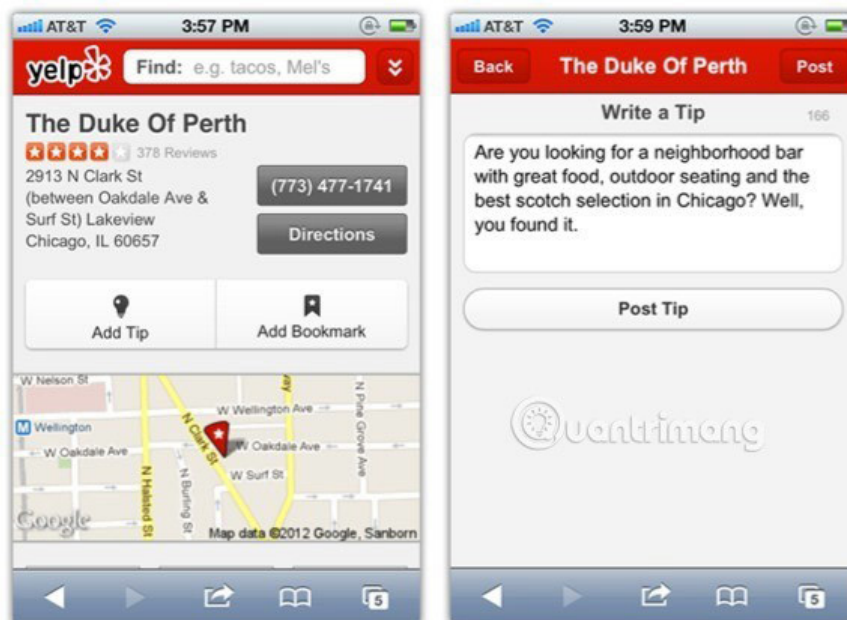 AT&T 3:57 PM
yelp Find: e.g. tacos, Mel's
The Duke Of Perth
378 Reviews
2913 N Clark St
(between Oakdale Ave &
Surf St) Lakeview
Chicago, IL 60657
(773) 477-1741
Directions
Add Tip Add Bookmark
W Nelson St
W Wellington Ave
M Wellington
W Oakdale Ave
N Clark St
W Oakdale Ave
W Surf St
N Halsted St
N Burling St
N Pine Grove Ave
way
Google
Map data ©2012 Google, Sanborn
5
AT&T 3:59 PM
Back The Duke Of Perth Post
Write a Tip 166
Are you looking for a neighborhood bar
with great food, outdoor seating and the
best scotch selection in Chicago? Well,
you found it.
Post Tip
Quantrimang
5